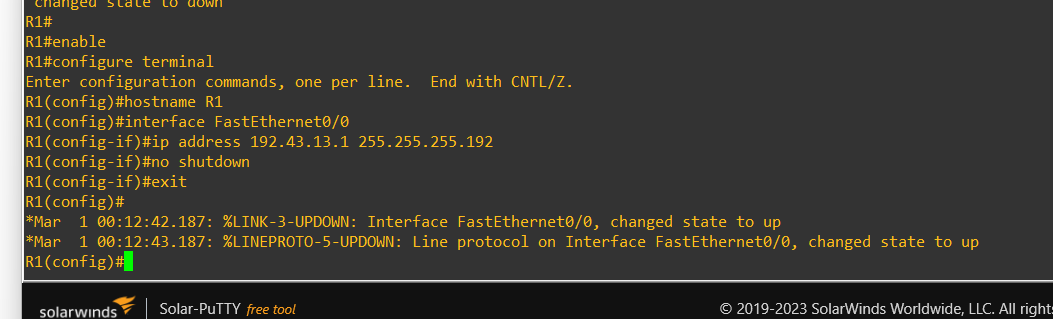 changed state to down
R1#
R1#enable
R1#configure terminal
Enter configuration commands, one per line.  End with CNTL/Z.
R1(config)#hostname R1
R1(config)#interface FastEthernet0/0
R1(config-if)#ip address 192.43.13.1 255.255.255.192
R1(config-if)#no shutdown
R1(config-if)#exit
R1(config)#
*Mar  1 00:12:42.187: %LINK-3-UPDOWN: Interface FastEthernet0/0, changed state to up
*Mar  1 00:12:43.187: %LINEPROTO-5-UPDOWN: Line protocol on Interface FastEthernet0/0, changed state to up
R1(config)#
solarwinds | Solar-PuTTY free tool © 2019-2023 SolarWinds Worldwide, LLC. All rights